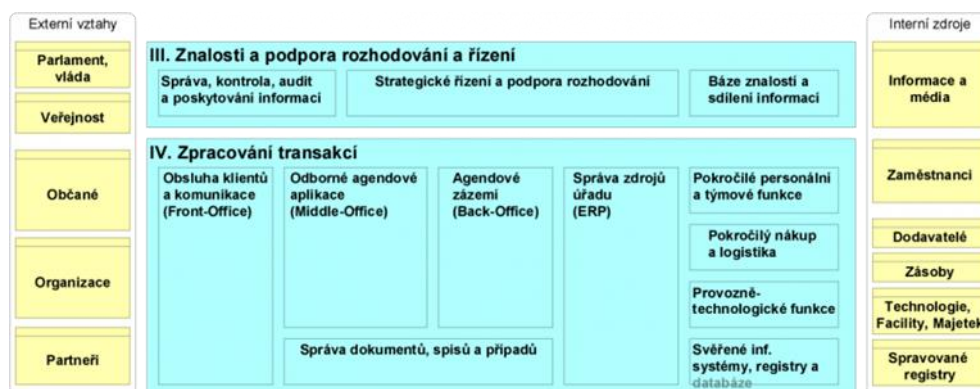 Externí vztahy
Parlament,
vláda
Veřejnost
Občané
Organizace
Partneři
III. Znalosti a podpora rozhodování a řízení
Správa, kontrola, audit
a poskytování informací
Strategické řízení a podpora rozhodování
Báze znalostí a
sdílení informací
IV. Zpracování transakcí
Obsluha klientů
a komunikace
(Front-Office)
Odborné agendové
aplikace
(Middle-Office)
Agendové
zázemí
(Back-Office)
Správa zdrojů
úřadu
(ERP)
Pokročilé personální
a týmové funkce
Pokročilý nákup
a logistika
Provozně-
technologické funkce
Správa dokumentů, spisů a případů
Svěřené inf.
systémy, registry a
databáze
Interní zdroje
Informace a
média
Zaměstnanci
Dodavatelé
Zásoby
Technologie,
Facility, Majetek
Spravované
registry